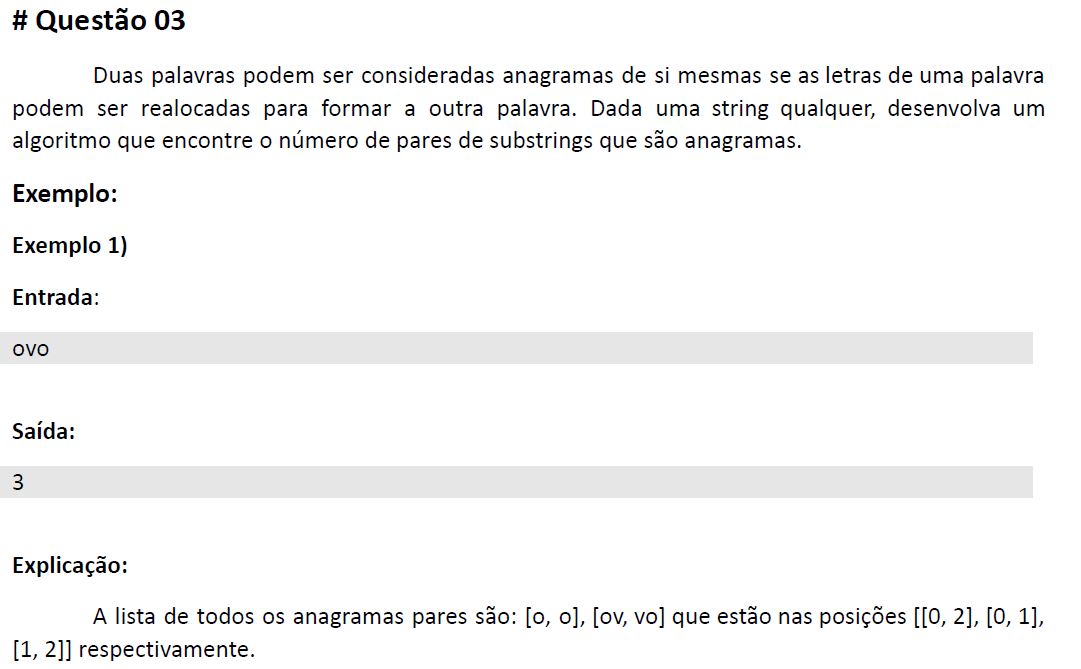 # Questão 03
Duas palavras podem ser consideradas anagramas de si mesmas se as letras de uma palavra
podem ser realocadas para formar a outra palavra. Dada uma string qualquer, desenvolva um
algoritmo que encontre o número de pares de substrings que são anagramas.
Exemplo:
Exemplo 1)
Entrada:
ovo
Saída:
3
Explicação:
A lista de todos os anagramas pares são: [o, o], [ov, vo] que estão nas posições [[0, 2], [0, 1],
[1, 2]] respectivamente.